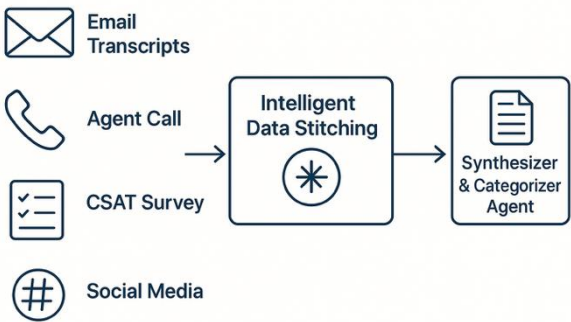 Email
Transcripts
Agent Call
CSAT Survey
Social Media
Intelligent
Data Stitching
Synthesizer
& Categorizer
Agent